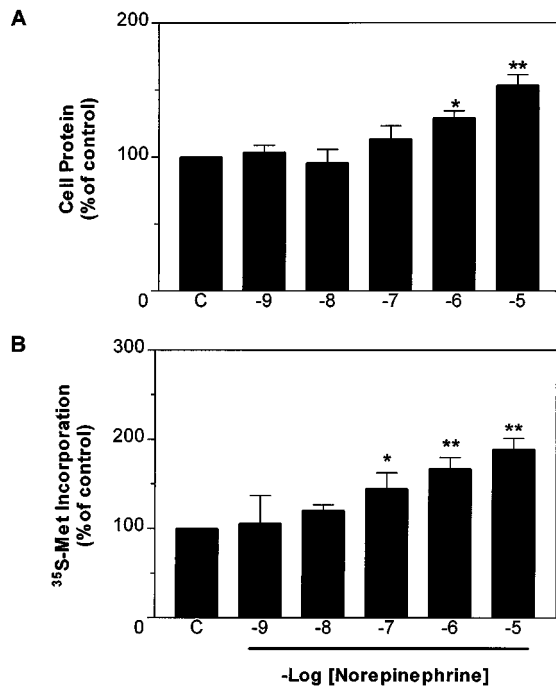 A
200
100
0
Cell Protein
(% of control)
*
**
C -9 -8 -7 -6 -5
B
300
200
100
0
³⁵S-Met Incorporation
(% of control)
*
**
**
C -9 -8 -7 -6 -5
-Log [Norepinephrine]